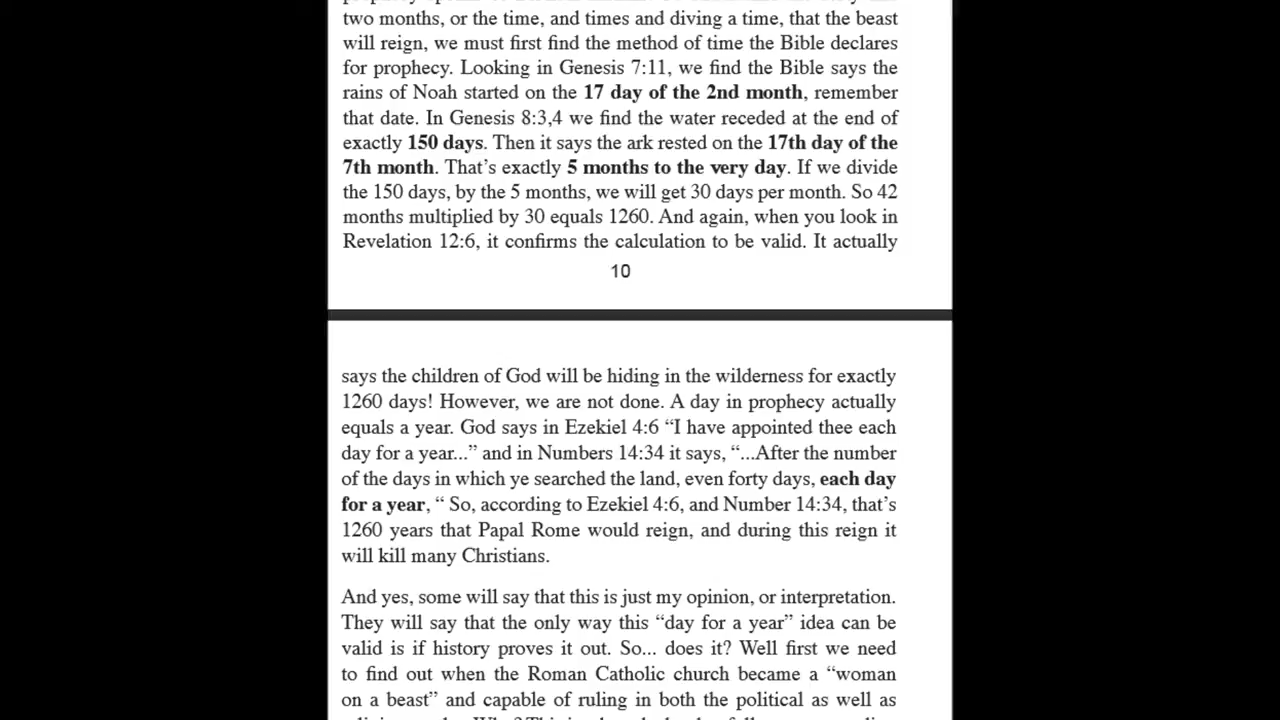 two months, or the time, and times and diving a time, that the beast
will reign, we must first find the method of time the Bible declares
for prophecy. Looking in Genesis 7:11, we find the Bible says the
rains of Noah started on the 17 day of the 2nd month, remember
that date. In Genesis 8:3,4 we find the water receded at the end of
exactly 150 days. Then it says the ark rested on the 17th day of the
7th month. That’s exactly 5 months to the very day. If we divide
the 150 days, by the 5 months, we will get 30 days per month. So 42
months multiplied by 30 equals 1260. And again, when you look in
Revelation 12:6, it confirms the calculation to be valid. It actually
10
says the children of God will be hiding in the wilderness for exactly
1260 days! However, we are not done. A day in prophecy actually
equals a year. God says in Ezekiel 4:6 “I have appointed thee each
day for a year...” and in Numbers 14:34 it says, “...After the number
of the days in which ye searched the land, even forty days, each day
for a year, “ So, according to Ezekiel 4:6, and Number 14:34, that’s
1260 years that Papal Rome would reign, and during this reign it
will kill many Christians.
And yes, some will say that this is just my opinion, or interpretation.
They will say that the only way this “day for a year” idea can be
valid is if history proves it out. So... does it? Well first we need
to find out when the Roman Catholic church became a “woman
on a beast” and capable of ruling in both the political as well as